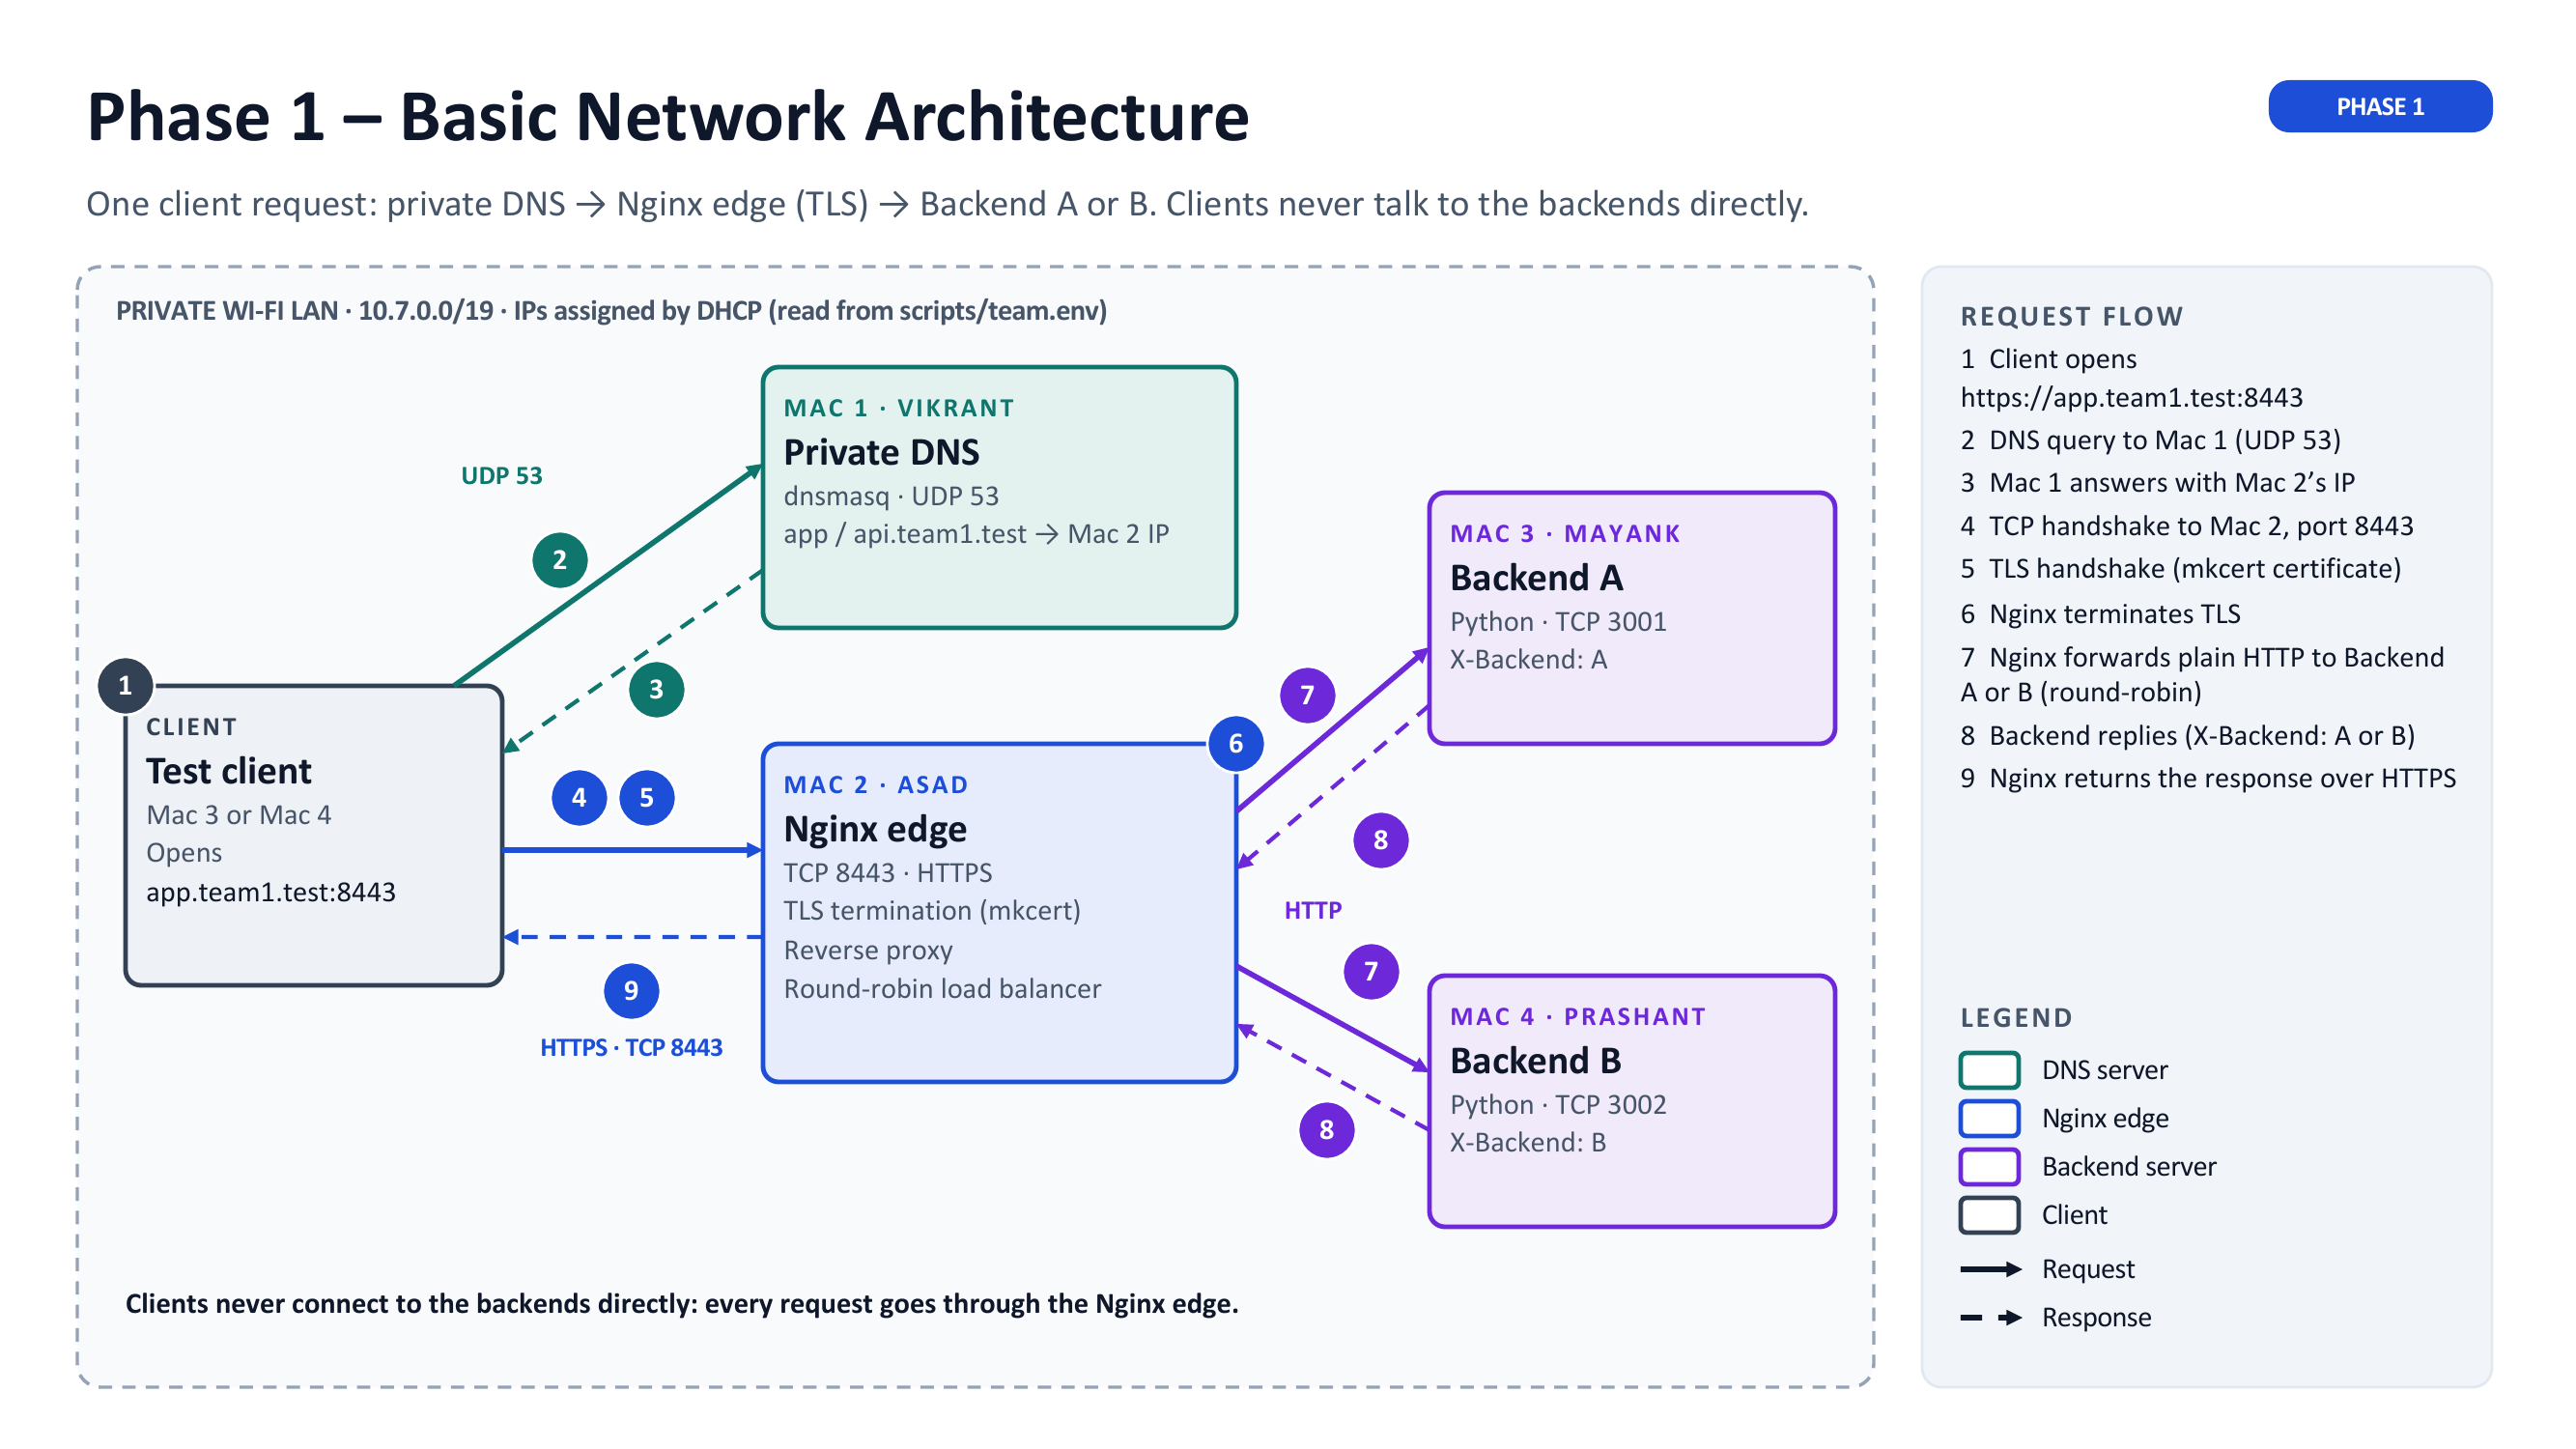 Phase 1 – Basic Network Architecture
PHASE 1
One client request: private DNS → Nginx edge (TLS) → Backend A or B. Clients never talk to the backends directly.
PRIVATE WI-FI LAN · 10.7.0.0/19 · IPs assigned by DHCP (read from scripts/team.env)
MAC 1 · VIKRANT
Private DNS
dnsmasq · UDP 53
app / api.team1.test → Mac 2 IP
UDP 53
2
3
1
CLIENT
Test client
Mac 3 or Mac 4
Opens
app.team1.test:8443
4
5
9
HTTPS · TCP 8443
6
MAC 2 · ASAD
Nginx edge
TCP 8443 · HTTPS
TLS termination (mkcert)
Reverse proxy
Round-robin load balancer
7
8
HTTP
7
8
MAC 3 · MAYANK
Backend A
Python · TCP 3001
X-Backend: A
MAC 4 · PRASHANT
Backend B
Python · TCP 3002
X-Backend: B
Clients never connect to the backends directly: every request goes through the Nginx edge.
REQUEST FLOW
1 Client opens
https://app.team1.test:8443
2 DNS query to Mac 1 (UDP 53)
3 Mac 1 answers with Mac 2’s IP
4 TCP handshake to Mac 2, port 8443
5 TLS handshake (mkcert certificate)
6 Nginx terminates TLS
7 Nginx forwards plain HTTP to Backend
A or B (round-robin)
8 Backend replies (X-Backend: A or B)
9 Nginx returns the response over HTTPS
LEGEND
DNS server
Nginx edge
Backend server
Client
Request
Response